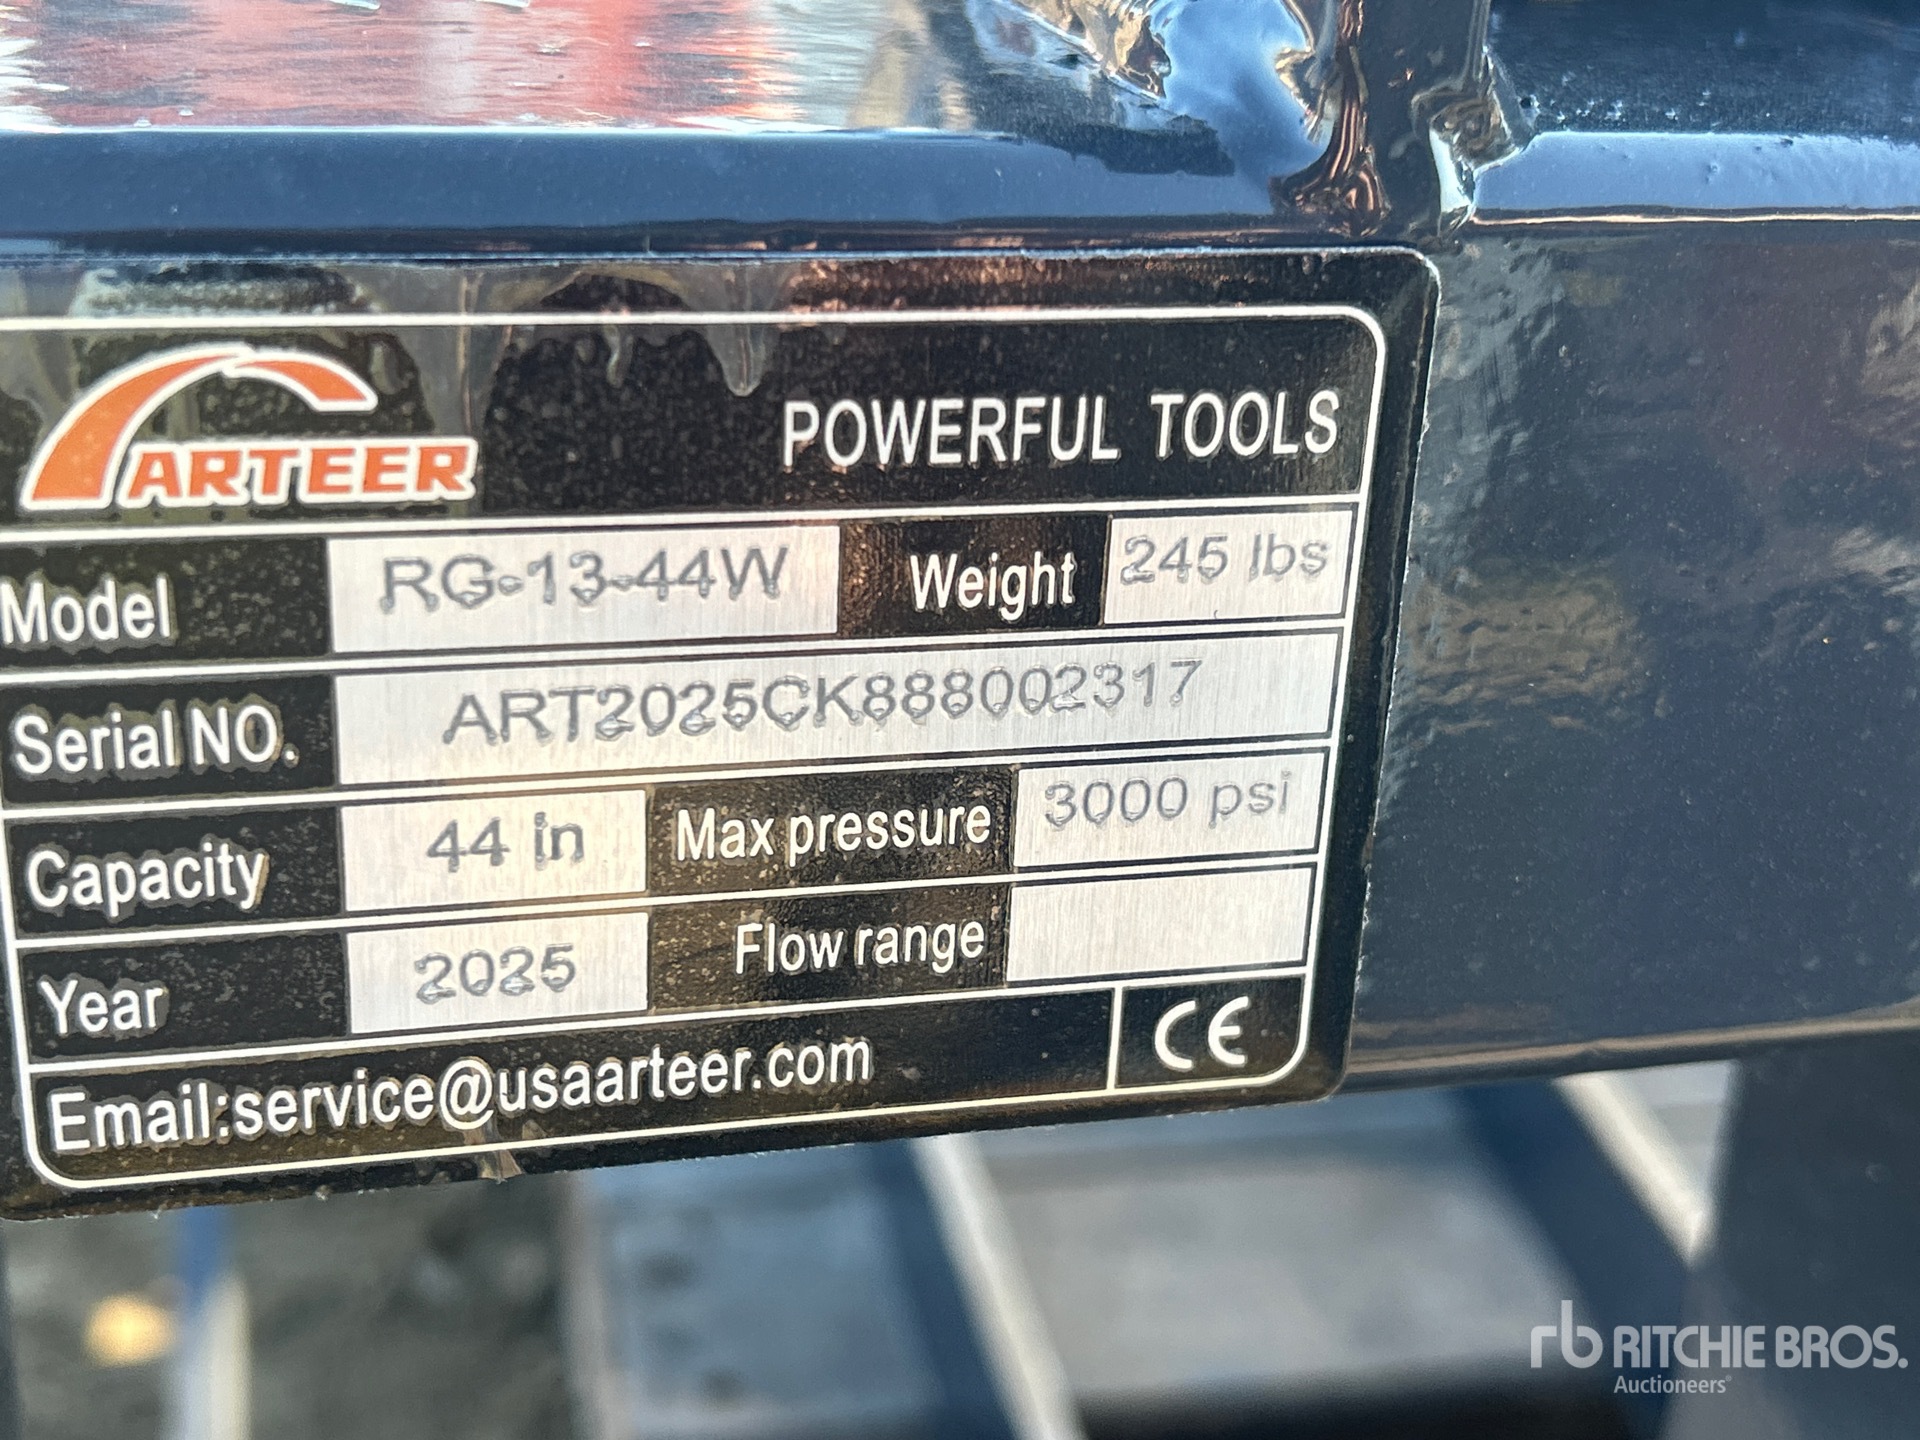 ARTEER
POWERFUL TOOLS
Model RG-13-44W Weight 245 lbs
Serial NO. ART2025CK888002317
Capacity 44 in Max pressure 3000 psi
Year 2025 Flow range
Email:service@usaarteer.com CE
rb RITCHIE BROS.
Auctioneers